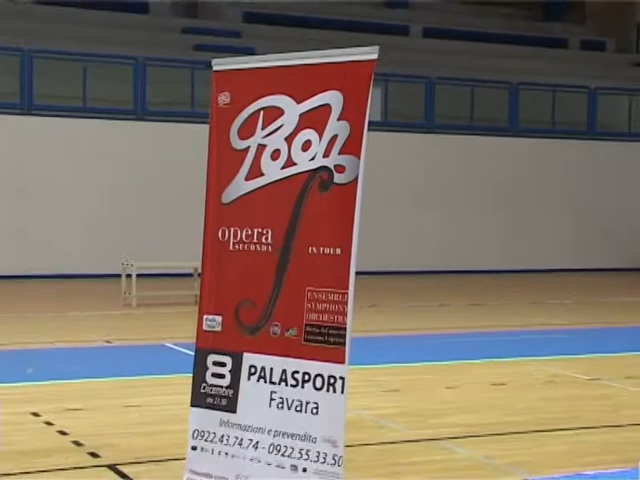 Pooh
opera
SECONDA
IN TOUR
ENSEMBLE
SYMPHONY
ORCHESTRA
8
Dicembre
PALASPORT
Favara
Informazioni e prevendita
0922.43.74.74 - 0922.55.33.50